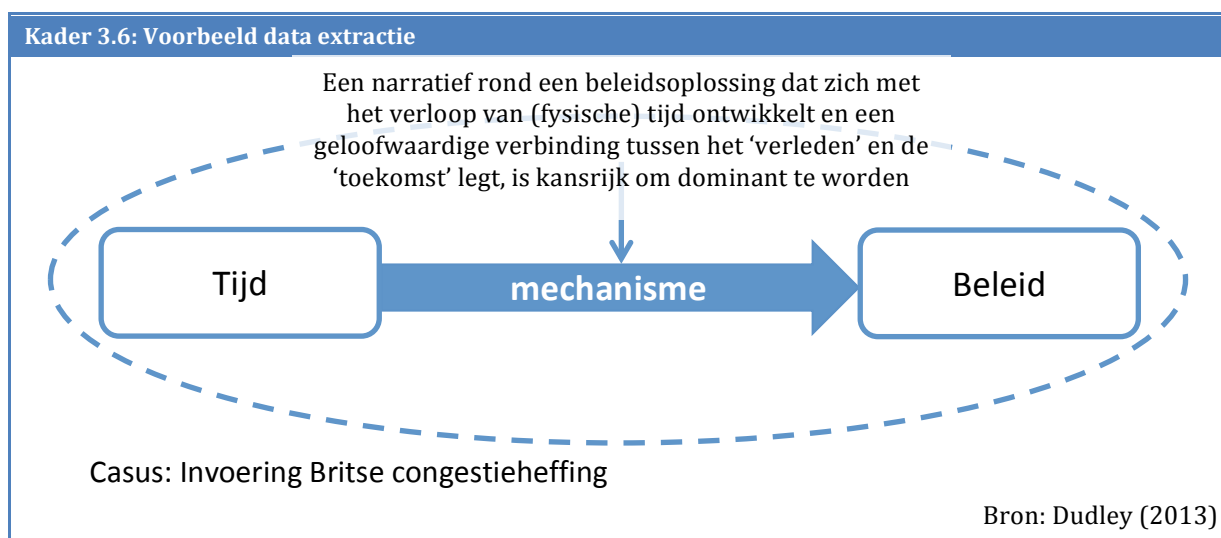 Kader 3.6: Voorbeeld data extractie
Een narratief rond een beleidsoplossing dat zich met
het verloop van (fysische) tijd ontwikkelt en een
geloofwaardige verbinding tussen het ‘verleden’ en de
‘toekomst’ legt, is kansrijk om dominant te worden
Tijd
mechanisme
Beleid
Casus: Invoering Britse congestieheffing
Bron: Dudley (2013)